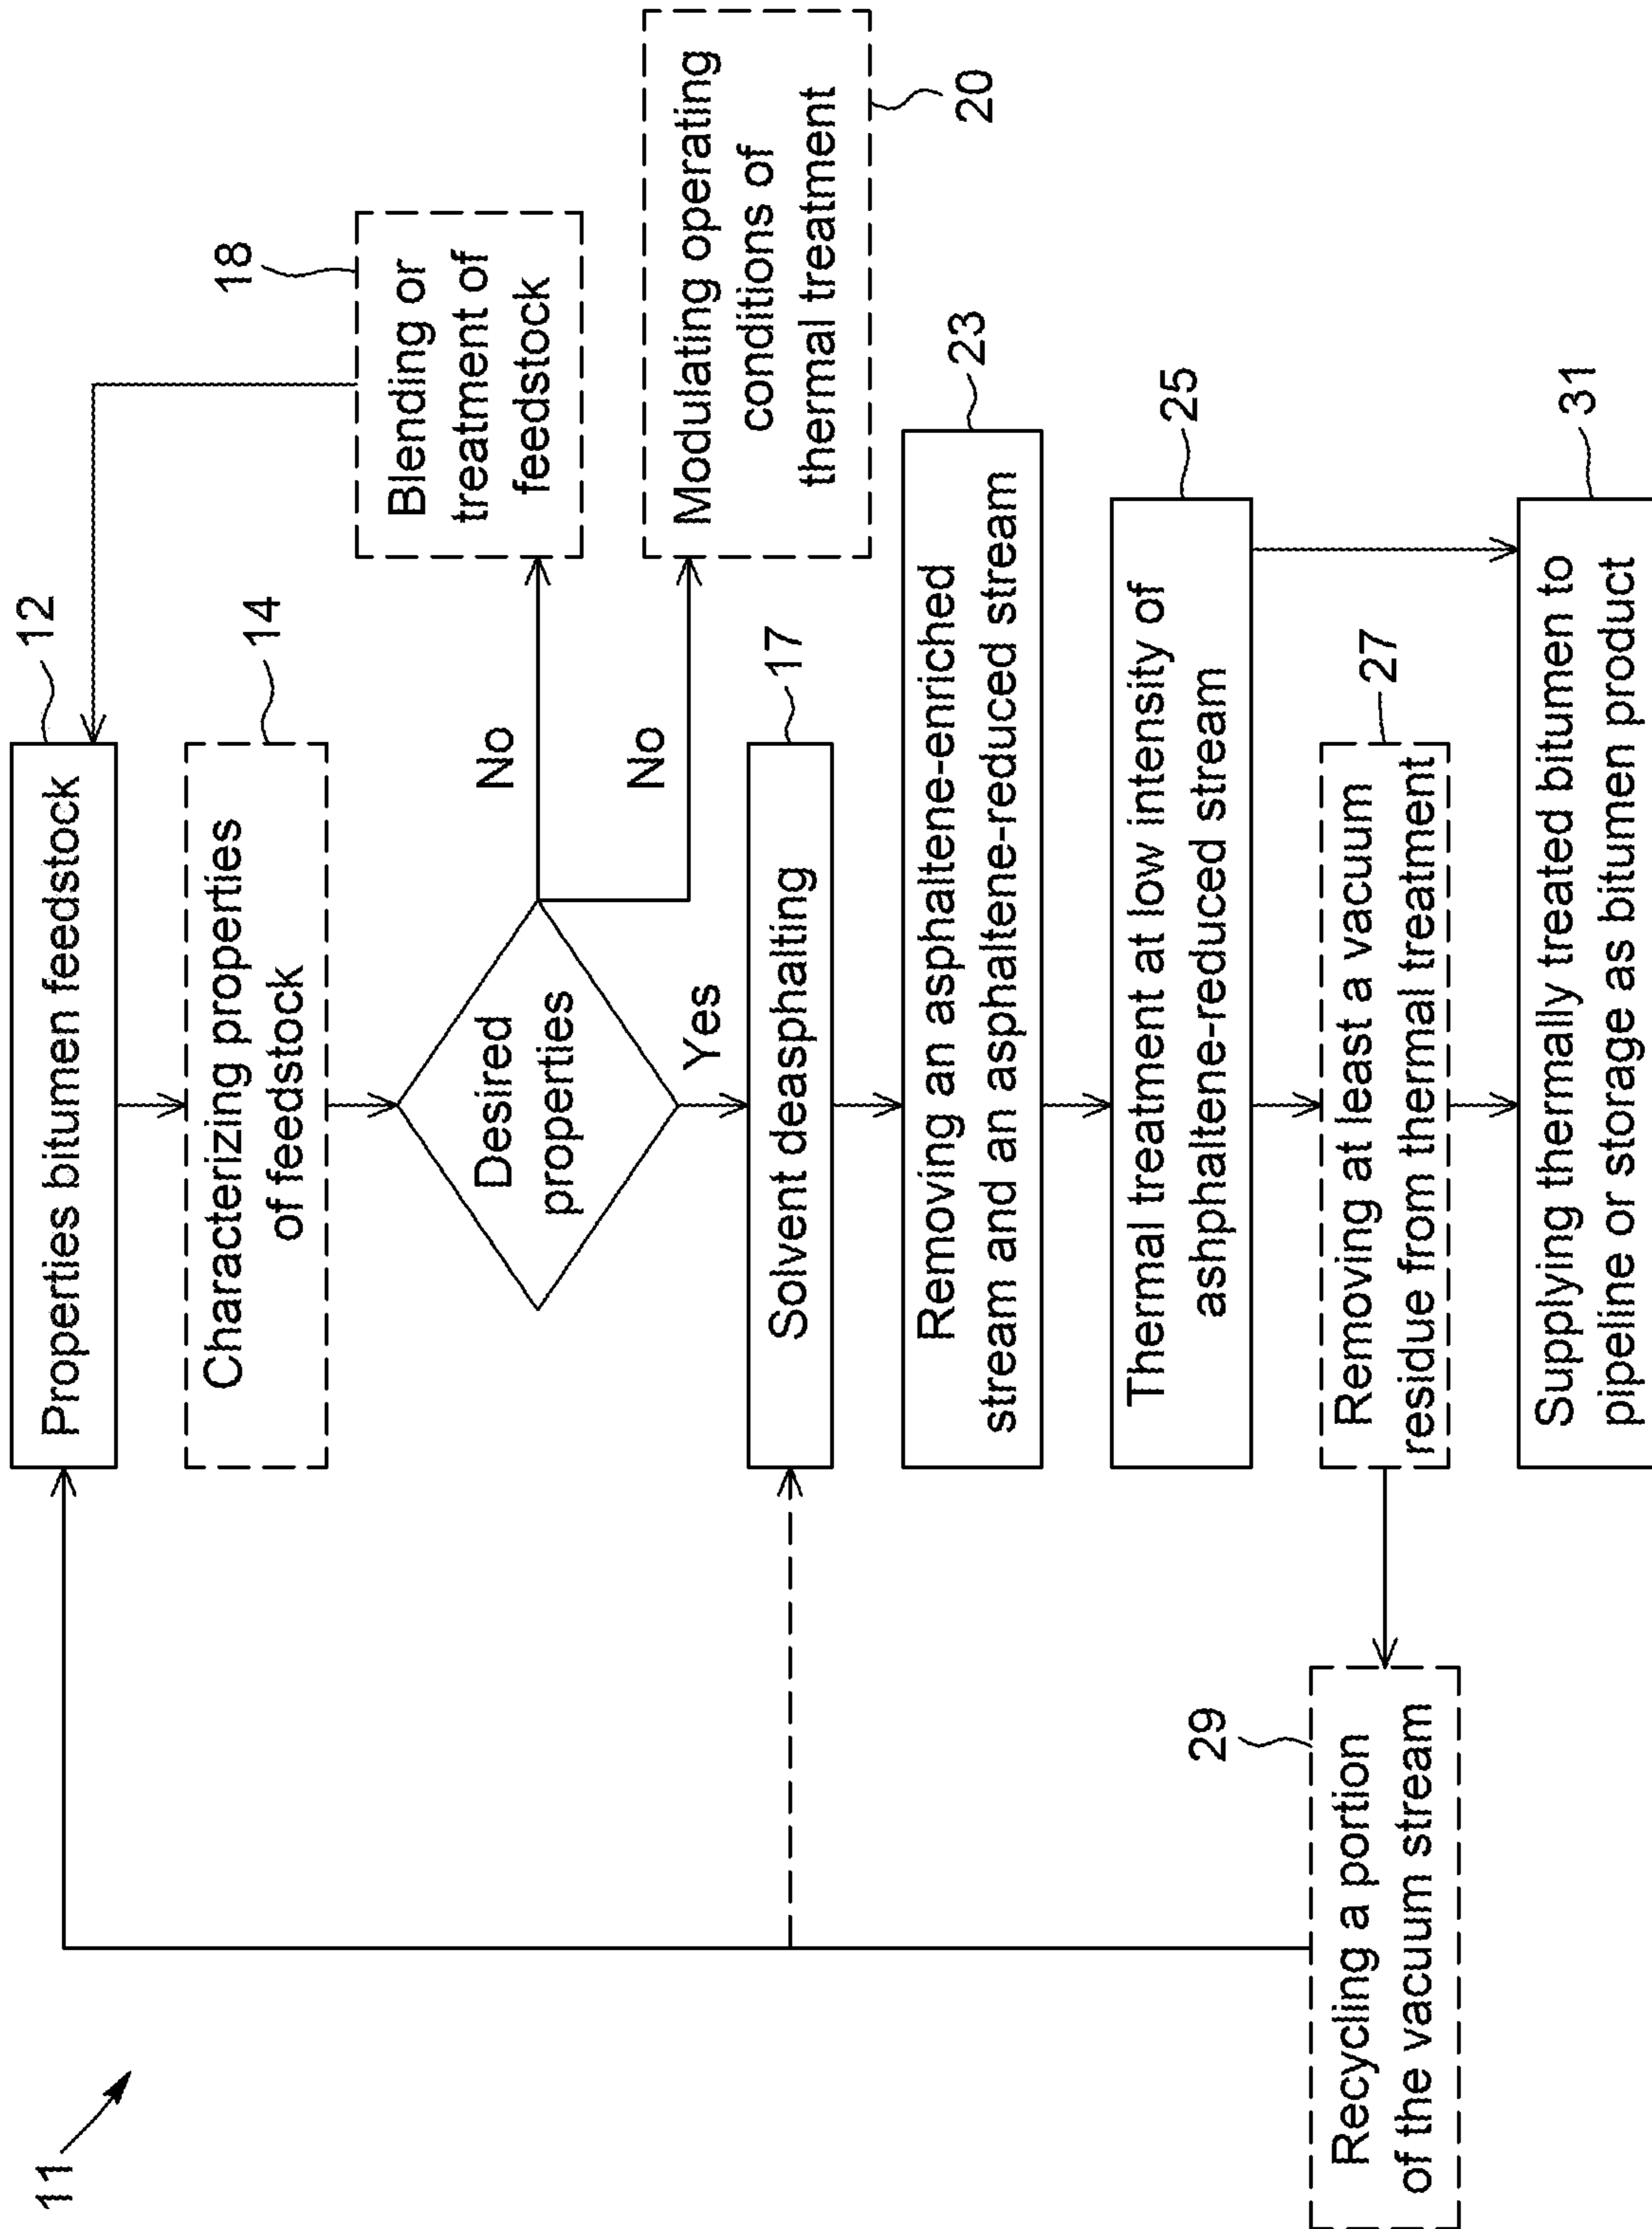 11
12
Properties bitumen feedstock
14
Characterizing properties
of feedstock
18
Blending or
treatment of
feedstock
Desired
properties
No
No
Modulating operating
conditions of
thermal treatment
20
Yes
17
Solvent deasphalting
23
Removing an asphaltene-enriched
stream and an asphaltene-reduced stream
25
Thermal treatment at low intensity of
ashphaltene-reduced stream
27
Removing at least a vacuum
residue from thermal treatment
29
Recycling a portion
of the vacuum stream
31
Supplying thermally treated bitumen to
pipeline or storage as bitumen product